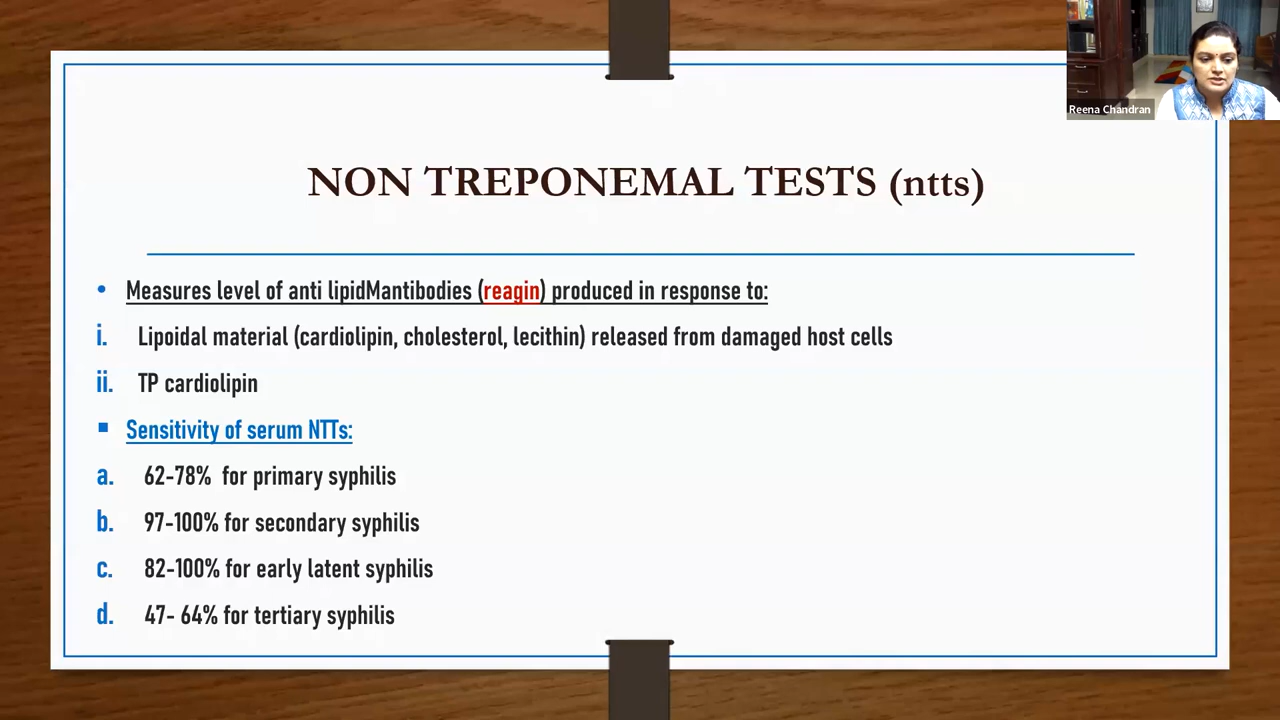 Reena Chandran
NON TREPONEMAL TESTS (ntts)
• Measures level of anti lipidMantibodies (reagin) produced in response to:
i. Lipoidal material (cardiolipin, cholesterol, lecithin) released from damaged host cells
ii. TP cardiolipin
▪ Sensitivity of serum NTTs:
a. 62-78% for primary syphilis
b. 97-100% for secondary syphilis
c. 82-100% for early latent syphilis
d. 47- 64% for tertiary syphilis